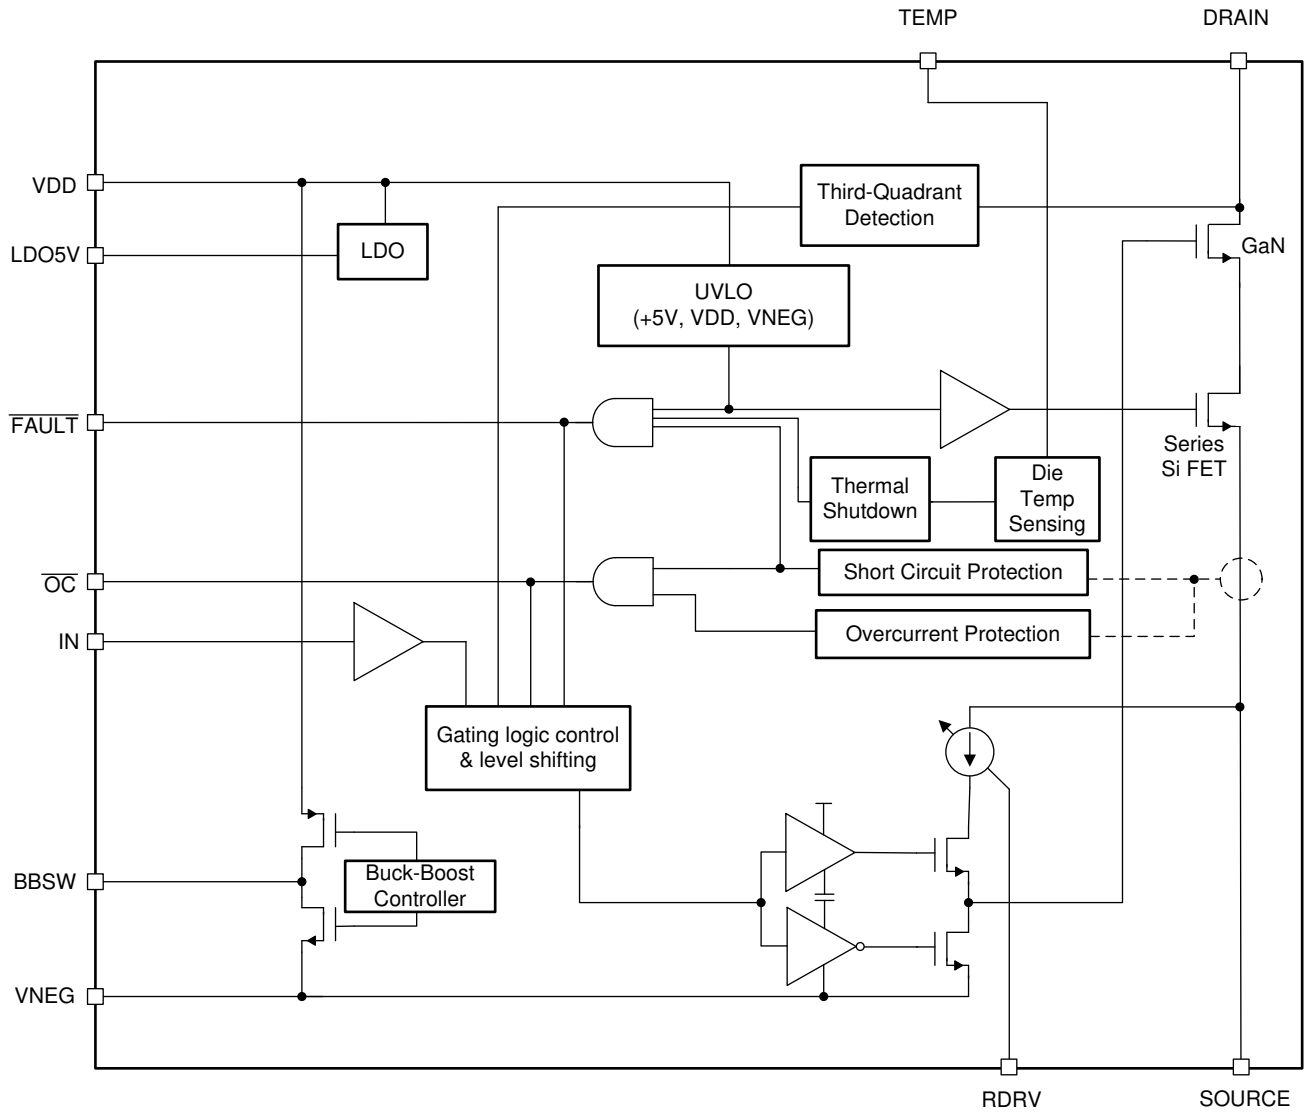 TEMP
DRAIN
VDD
Third-Quadrant
Detection
LDO5V
LDO
GaN
UVLO
(+5V, VDD, VNEG)
FAULT
Series
Si FET
Thermal
Shutdown
Die
Temp
Sensing
OC
Short Circuit Protection
IN
Overcurrent Protection
Gating logic control
& level shifting
BBSW
Buck-Boost
Controller
VNEG
RDRV
SOURCE